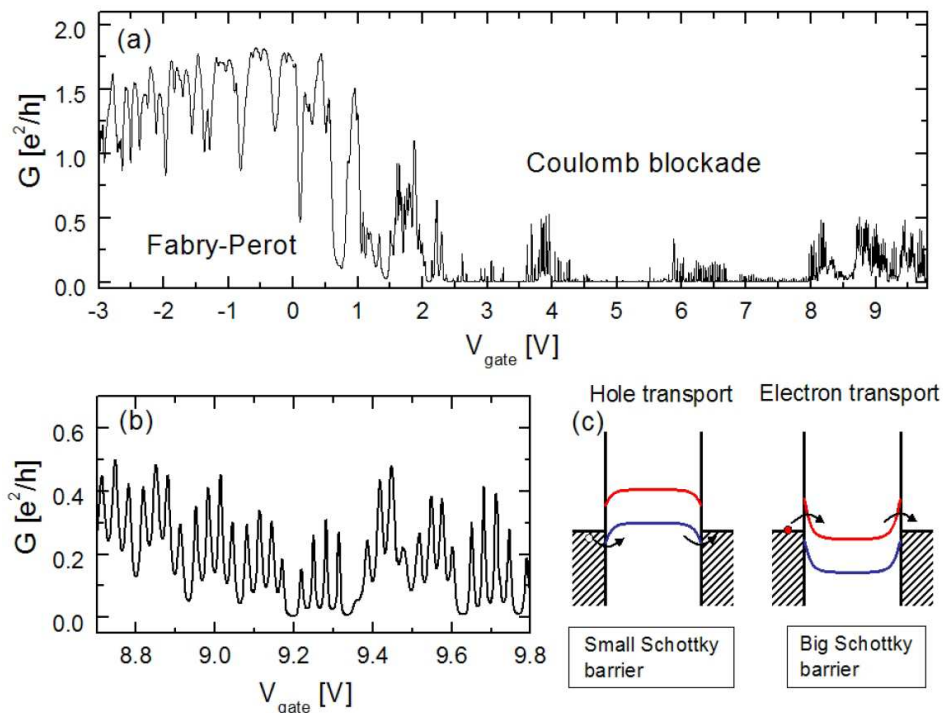 (a)
2.0
1.5
1.0
0.5
0.0
G [e²/h]
Fabry-Perot
Coulomb blockade
-3 -2 -1 0 1 2 3 4 5 6 7 8 9
V_gate [V]
(b)
0.6
0.4
0.2
0.0
G [e²/h]
8.8 9.0 9.2 9.4 9.6 9.8
V_gate [V]
(c)
Hole transport
Electron transport
Small Schottky
barrier
Big Schottky
barrier